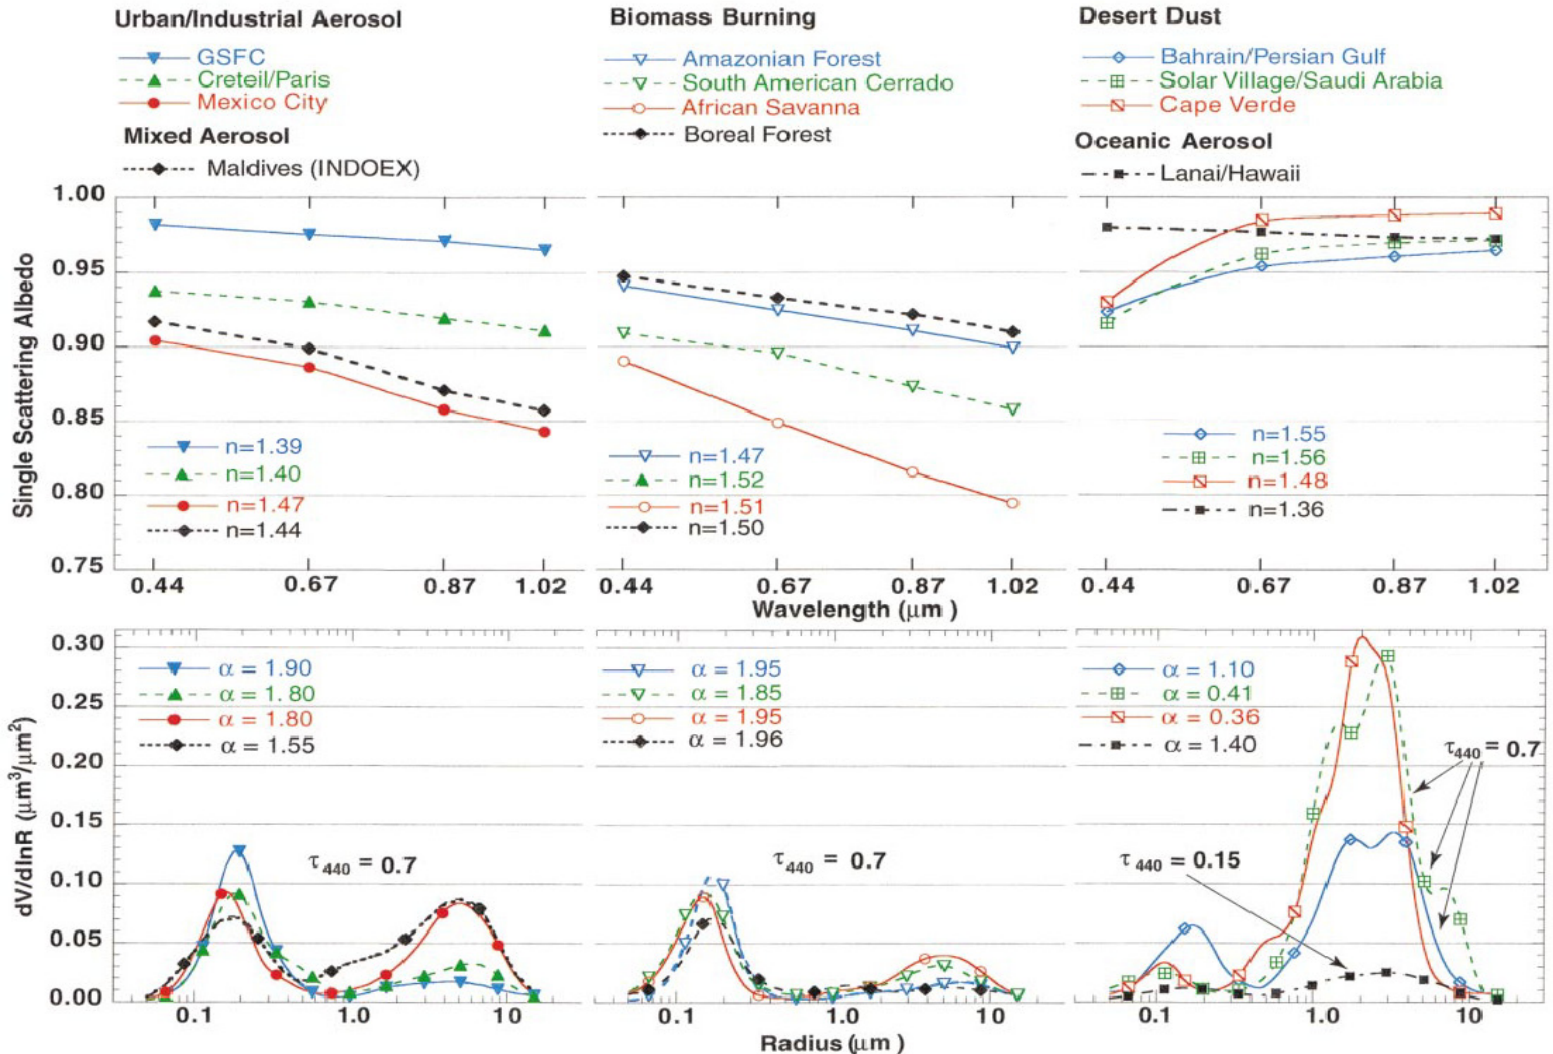 Urban/Industrial Aerosol
GSFC
Creteil/Paris
Mexico City
Mixed Aerosol
Maldives (INDOEX)
Biomass Burning
Amazonian Forest
South American Cerrado
African Savanna
Boreal Forest
Desert Dust
Bahrain/Persian Gulf
Solar Village/Saudi Arabia
Cape Verde
Oceanic Aerosol
Lanai/Hawaii
Single Scattering Albedo
1.00
0.95
0.90
0.85
0.80
0.75
n=1.39
n=1.40
n=1.47
n=1.44
n=1.47
n=1.52
n=1.51
n=1.50
n=1.55
n=1.56
n=1.48
n=1.36
0.44 0.67 0.87 1.02
0.44 0.67 0.87 1.02
0.44 0.67 0.87 1.02
Wavelength (μm )
dV/dlnR (μm³/μm²)
0.30
0.25
0.20
0.15
0.10
0.05
0.00
α = 1.90
α = 1.80
α = 1.80
α = 1.55
τ440 = 0.7
α = 1.95
α = 1.85
α = 1.95
α = 1.96
τ440 = 0.7
α = 1.10
α = 0.41
α = 0.36
α = 1.40
τ440 = 0.7
τ440 = 0.15
0.1 1.0 10
0.1 1.0 10
0.1 1.0 10
Radius (μm )